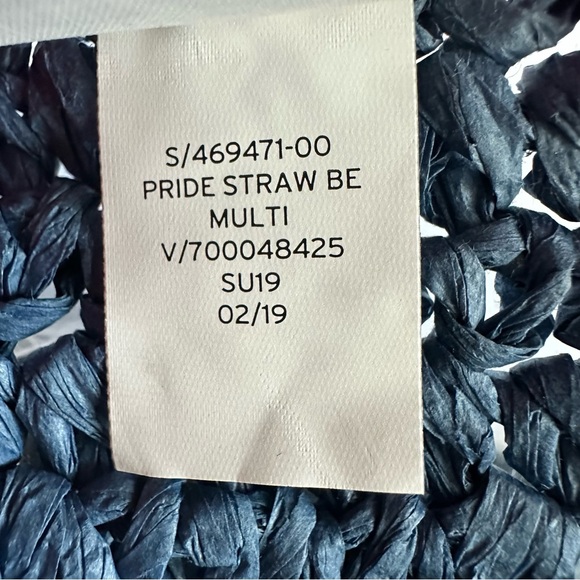 S/469471-00
PRIDE STRAW BE
MULTI
V/700048425
SU19
02/19